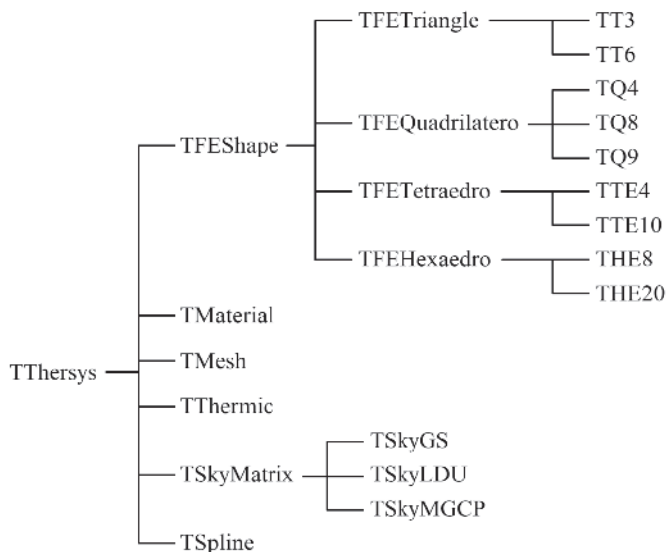 TFETriangle
TT3
TT6
TQ4
TFEQuadrilatero
TQ8
TFEShape
TQ9
TFETetraedro
TTE4
TTE10
TFEHexaedro
THE8
THE20
TMaterial
TMesh
TThersys
TThermic
TSkyGS
TSkyMatrix
TSkyLDU
TSkyMGCP
TSpline